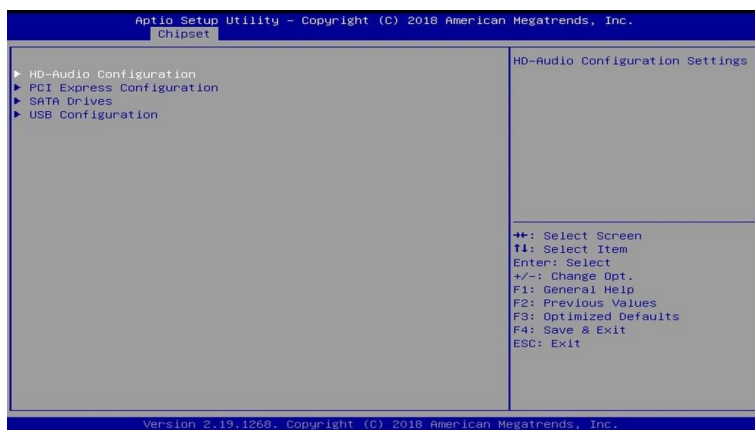 Aptio Setup Utility – Copyright (C) 2018 American Megatrends, Inc.
Chipset
▶ HD-Audio Configuration
▶ PCI Express Configuration
▶ SATA Drives
▶ USB Configuration
HD-Audio Configuration Settings
→←: Select Screen
↑↓: Select Item
Enter: Select
+/-: Change Opt.
F1: General Help
F2: Previous Values
F3: Optimized Defaults
F4: Save & Exit
ESC: Exit
Version 2.19.1268. Copyright (C) 2018 American Megatrends, Inc.